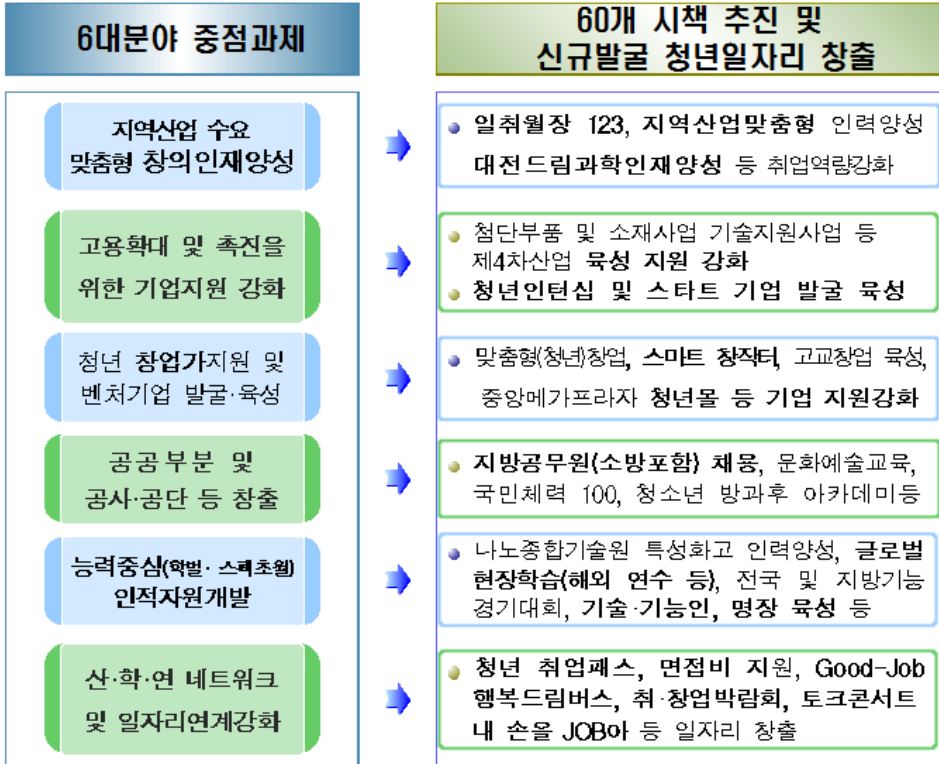 6대분야 중점과제
60개 시책 추진 및
신규발굴 청년일자리 창출
지역산업 수요
맞춤형 창의인재양성
일취월장 123, 지역산업맞춤형 인력양성
대전드림과학인재양성 등 취업역량강화
고용확대 및 촉진을
위한 기업지원 강화
첨단부품 및 소재사업 기술지원사업 등
제4차산업 육성 지원 강화
청년인턴십 및 스타트 기업 발굴 육성
청년 창업가지원 및
벤처기업 발굴·육성
맞춤형(청년)창업, 스마트 창작터, 고교창업 육성,
중앙메가프라자 청년몰 등 기업 지원강화
공공부분 및
공사·공단 등 창출
지방공무원(소방포함) 채용, 문화예술교육,
국민체력 100, 청소년 방과후 아카데미등
능력중심(학벌· 스펙초월)
인적자원개발
나노종합기술원 특성화고 인력양성, 글로벌
현장학습(해외 연수 등), 전국 및 지방기능
경기대회, 기술·기능인, 명장 육성 등
산·학·연 네트워크
및 일자리연계강화
청년 취업패스, 면접비 지원, Good-Job
행복드림버스, 취·창업박람회, 토크콘서트
내 손을 JOB아 등 일자리 창출